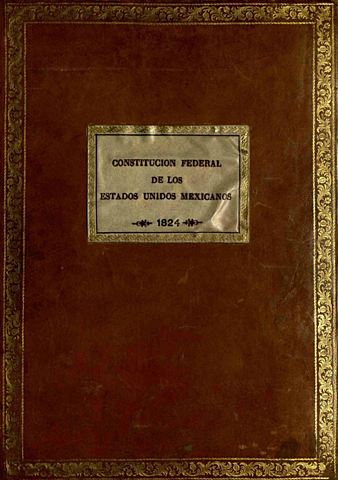 CONSTITUCION FEDERAL
DE LOS
ESTADOS UNIDOS MEXICANOS
1824